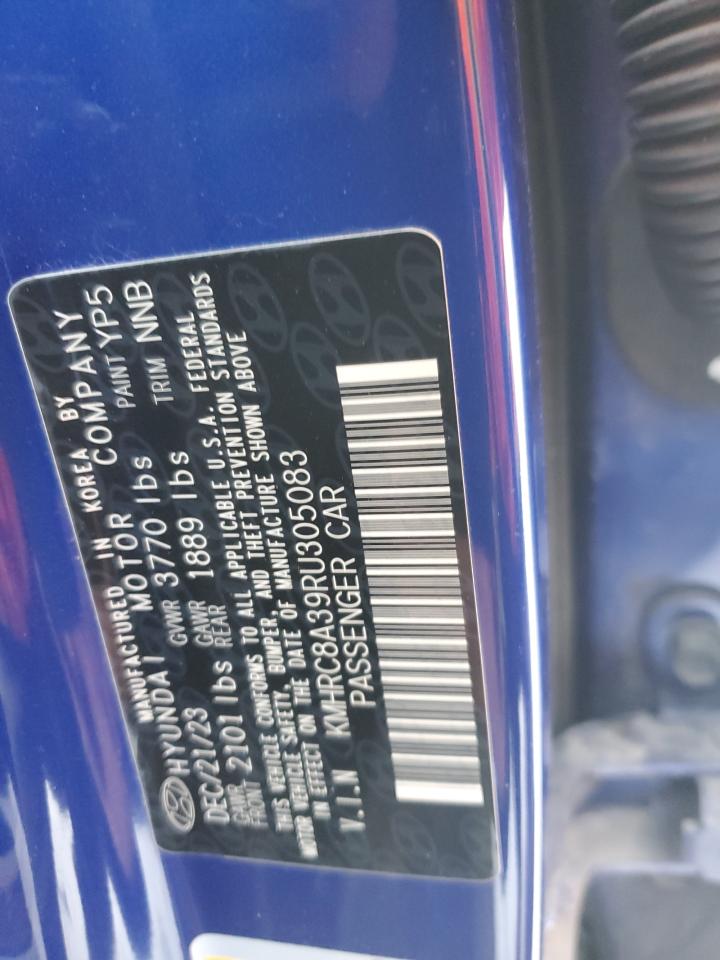 MANUFACTURED IN KOREA BY
HYUNDAI MOTOR COMPANY
DEC/21/23 GVWR 3770 lbs PAINT YP5
GAWR FRONT 2101 lbs GAWR REAR 1889 lbs TRIM NNB
THIS VEHICLE CONFORMS TO ALL APPLICABLE U.S.A. FEDERAL
MOTOR VEHICLE SAFETY, BUMPER, AND THEFT PREVENTION STANDARDS
IN EFFECT ON THE DATE OF MANUFACTURE SHOWN ABOVE
V.I.N KMHRC8A39RU305083
PASSENGER CAR